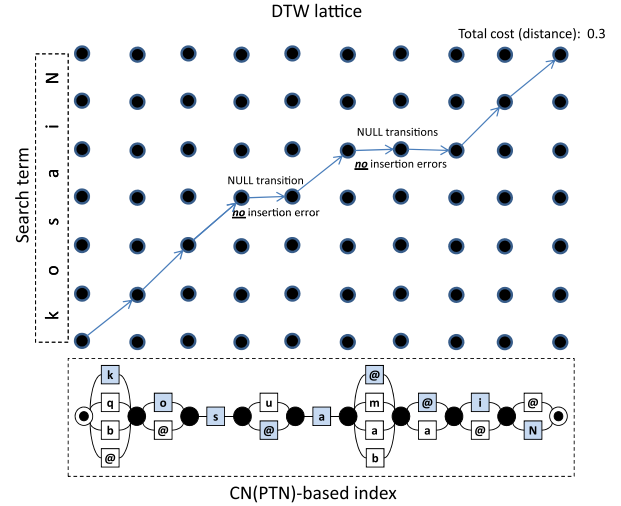 DTW lattice
Total cost (distance): 0.3
Search term
k o s a i N
NULL transitions
no insertion errors
NULL transition
no insertion error
k @
q o u m @ i @
b @ s @ a a a @ N
@ b
CN(PTN)-based index